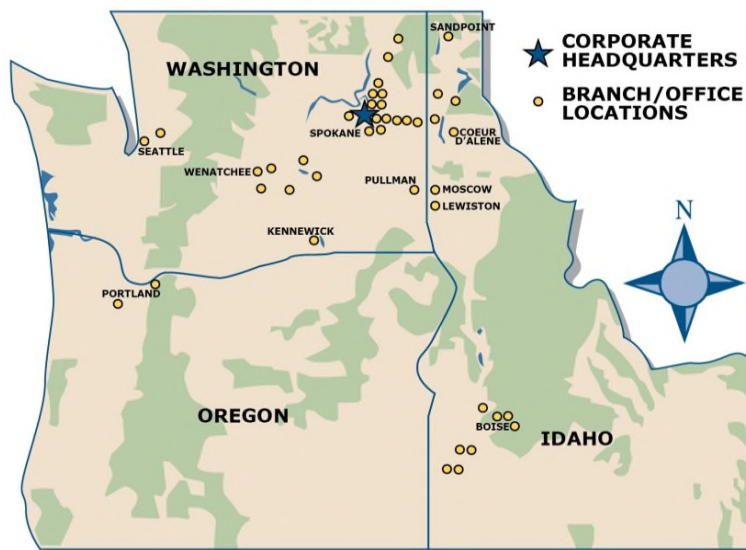 SANDPOINT
CORPORATE
HEADQUARTERS
WASHINGTON
BRANCH/OFFICE
LOCATIONS
SPOKANE
COEUR
D'ALENE
SEATTLE
WENATCHEE
PULLMAN
MOSCOW
LEWISTON
N
KENNEWICK
PORTLAND
OREGON
BOISE
IDAHO